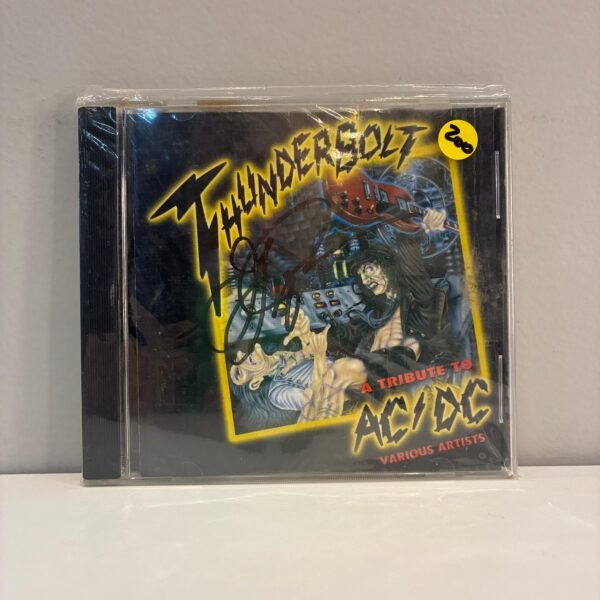 THUNDERBOLT
200
A TRIBUTE TO
AC/DC
VARIOUS ARTISTS